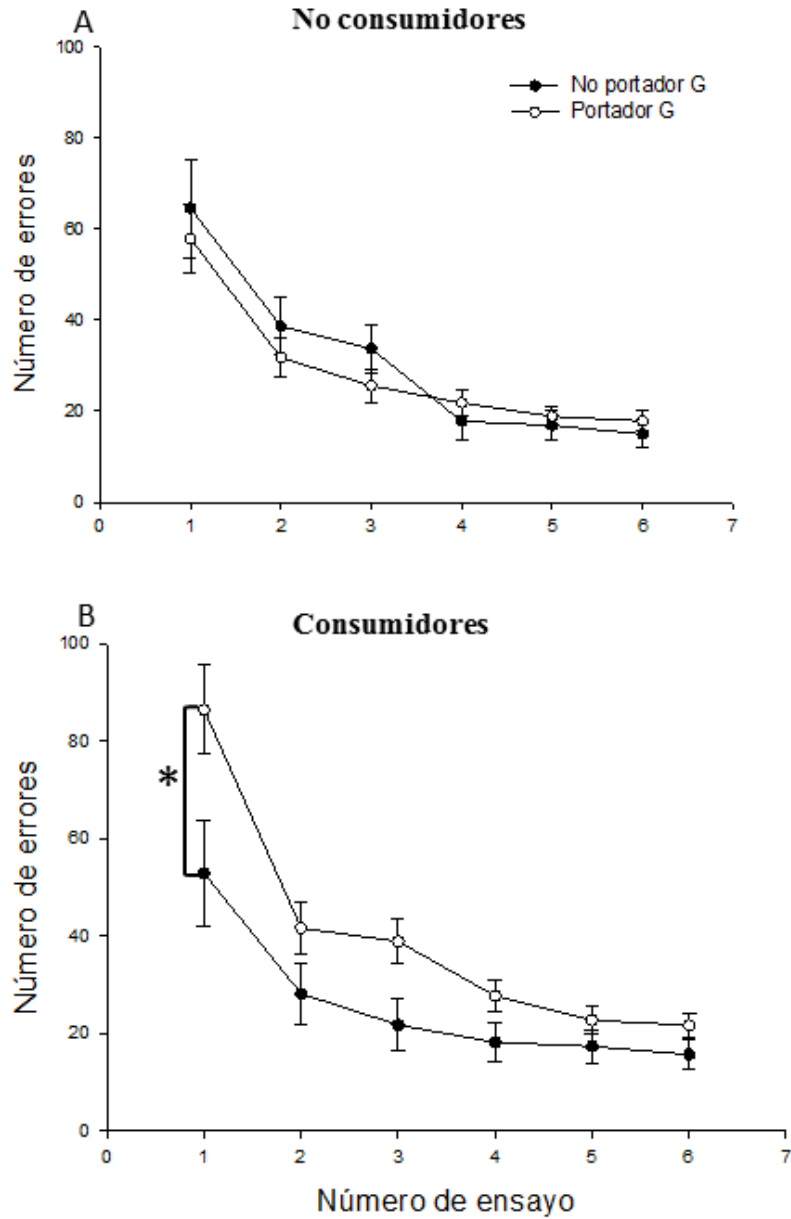 A
No consumidores
100
80
60
40
20
0
Número de errores
No portador G
Portador G
0 1 2 3 4 5 6 7
B
Consumidores
100
80
60
40
20
0
Número de errores
*
0 1 2 3 4 5 6 7
Número de ensayo